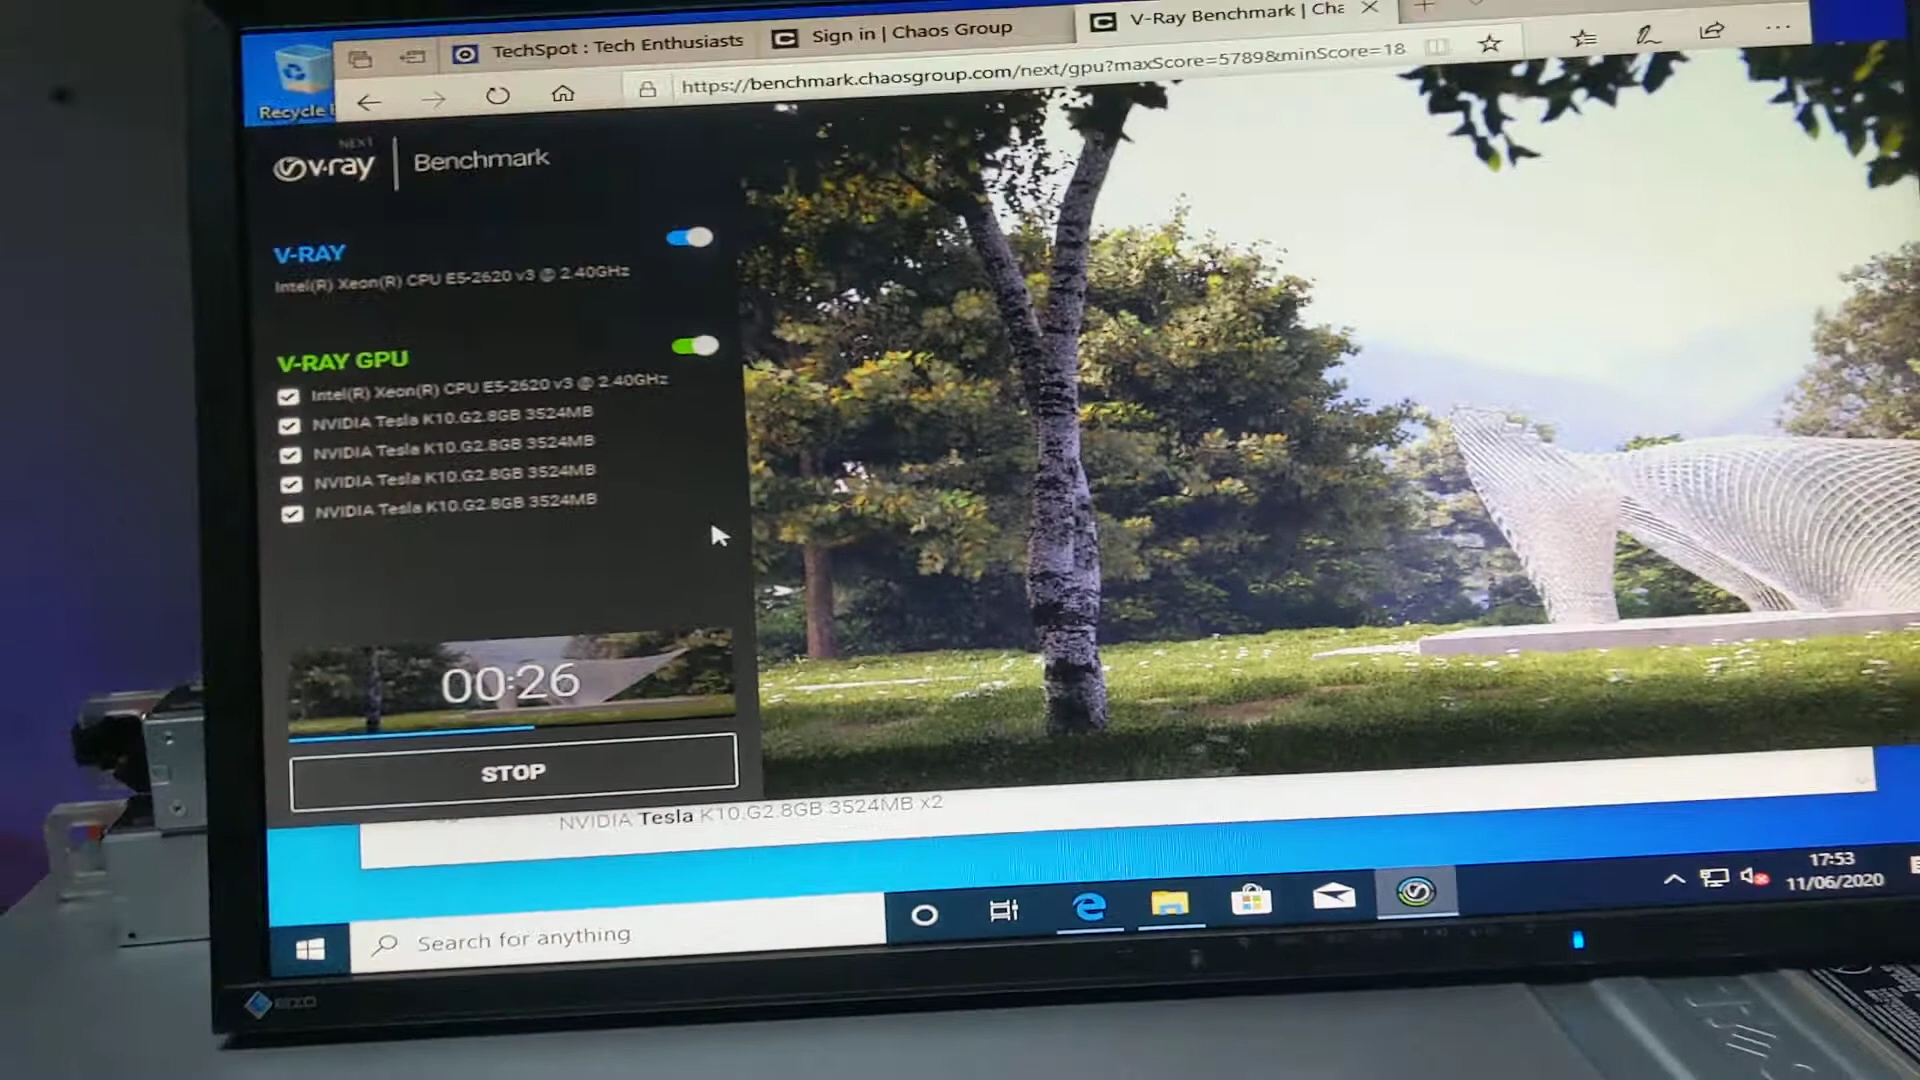 TechSpot : Tech Enthusiasts
Sign in | Chaos Group
V-Ray Benchmark | Cha
https://benchmark.chaosgroup.com/next/gpu?maxScore=5789&minScore=18
Recycle
NEXT
v-ray | Benchmark
V-RAY
Intel(R) Xeon(R) CPU E5-2620 v3 @ 2.40GHz
V-RAY GPU
Intel(R) Xeon(R) CPU E5-2620 v3 @ 2.40GHz
NVIDIA Tesla K10.G2.8GB 3524MB
NVIDIA Tesla K10.G2.8GB 3524MB
NVIDIA Tesla K10.G2.8GB 3524MB
NVIDIA Tesla K10.G2.8GB 3524MB
00:26
STOP
NVIDIA Tesla K10.G2.8GB 3524MB x2
Search for anything
17:53
11/06/2020
EIZO